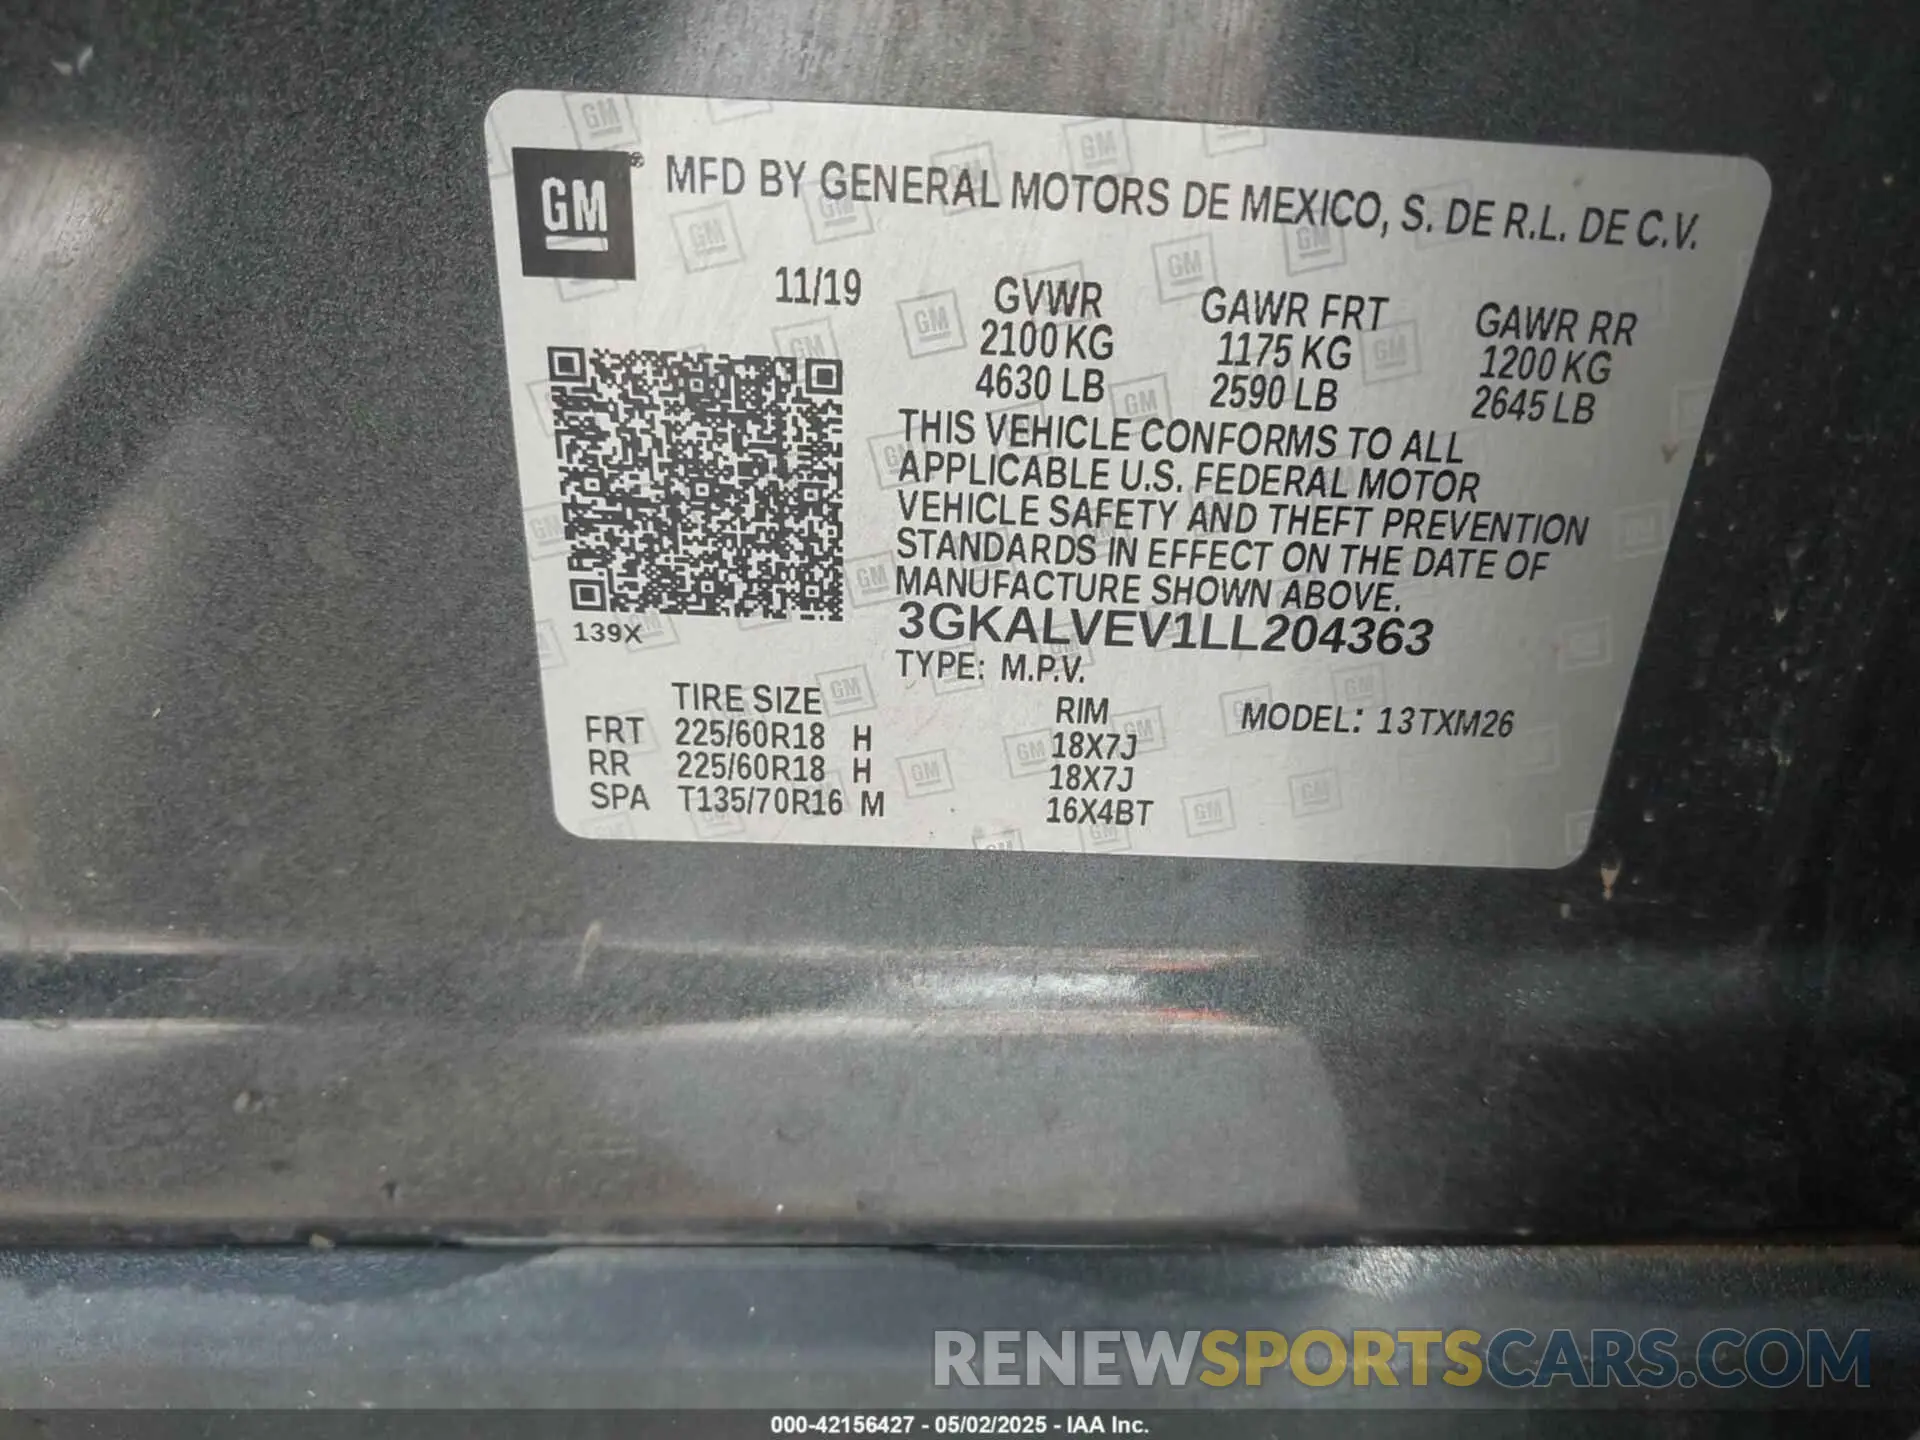 GM® MFD BY GENERAL MOTORS DE MEXICO, S. DE R.L. DE C.V.
11/19 GVWR GAWR FRT GAWR RR
2100 KG 1175 KG 1200 KG
4630 LB 2590 LB 2645 LB
THIS VEHICLE CONFORMS TO ALL
APPLICABLE U.S. FEDERAL MOTOR
VEHICLE SAFETY AND THEFT PREVENTION
STANDARDS IN EFFECT ON THE DATE OF
MANUFACTURE SHOWN ABOVE.
139X 3GKALVEV1LL204363
TYPE: M.P.V.
TIRE SIZE RIM MODEL: 13TXM26
FRT 225/60R18 H 18X7J
RR 225/60R18 H 18X7J
SPA T135/70R16 M 16X4BT
RENEWSPORTSCARS.COM
000-42156427 - 05/02/2025 - IAA Inc.